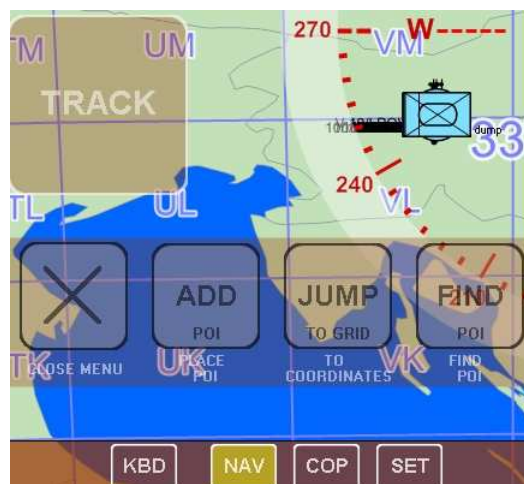 TM
UM
270
W
VM
TRACK
dump
33
240
TL
UL
VL
210
ADD
POI
JUMP
TO GRID
FIND
POI
CLOSE MENU
PLACE
POI
TO
COORDINATES
FIND
POI
TK
UK
VK
KBD
NAV
COP
SET